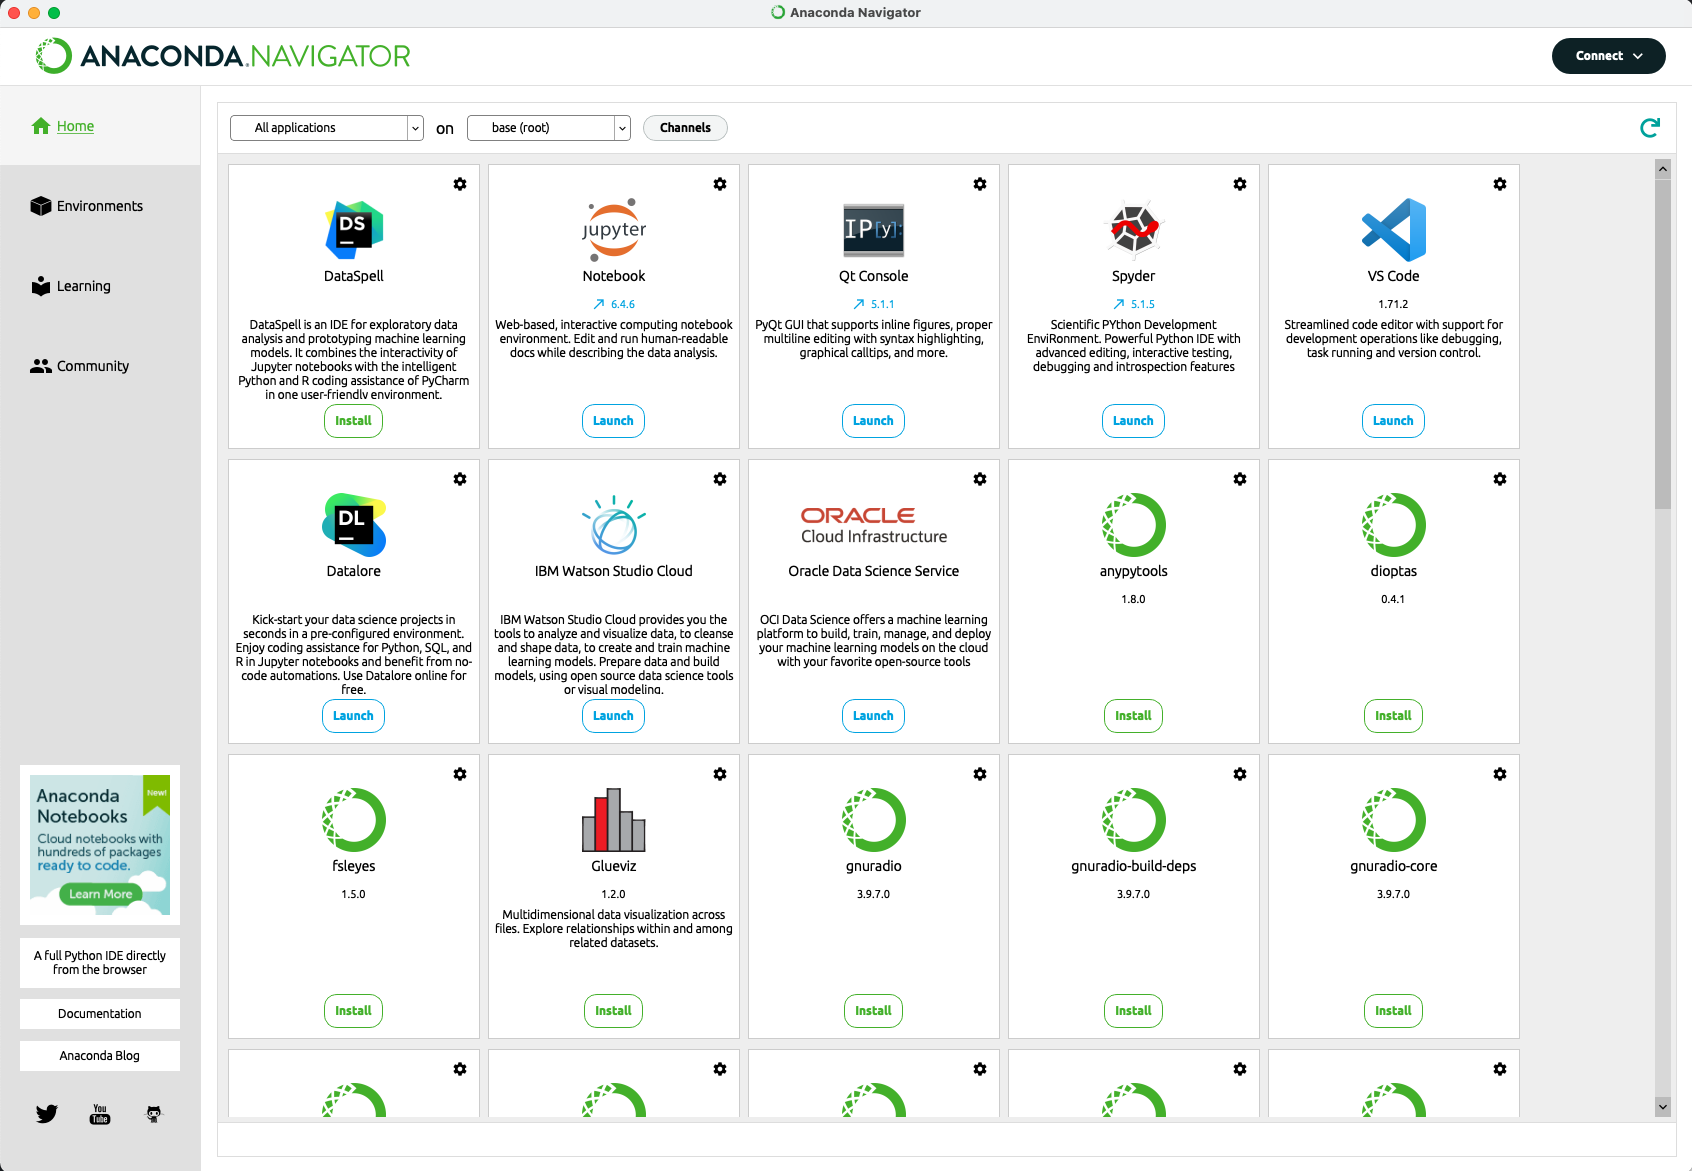 Anaconda Navigator
ANACONDA.NAVIGATOR
Connect
Home
Environments
Learning
Community
All applications
on
base (root)
Channels
DS
DataSpell
DataSpell is an IDE for exploratory data
analysis and prototyping machine learning
models. It combines the interactivity of
Jupyter notebooks with the intelligent
Python and R coding assistance of PyCharm
in one user-friendly environment.
Install
jupyter
Notebook
6.4.6
Web-based, interactive computing notebook
environment. Edit and run human-readable
docs while describing the data analysis.
Launch
IP[y]:
Qt Console
5.1.1
PyQt GUI that supports inline figures, proper
multiline editing with syntax highlighting,
graphical calltips, and more.
Launch
Spyder
5.1.5
Scientific PYthon Development
EnviRonment. Powerful Python IDE with
advanced editing, interactive testing,
debugging and introspection features
Launch
VS Code
1.71.2
Streamlined code editor with support for
development operations like debugging,
task running and version control.
Launch
DL
Datalore
Kick-start your data science projects in
seconds in a pre-configured environment.
Enjoy coding assistance for Python, SQL, and
R in Jupyter notebooks and benefit from no-
code automations. Use Datalore online for
free.
Launch
IBM Watson Studio Cloud
IBM Watson Studio Cloud provides you the
tools to analyze and visualize data, to cleanse
and shape data, to create and train machine
learning models. Prepare data and build
models, using open source data science tools
or visual modeling.
Launch
ORACLE
Cloud Infrastructure
Oracle Data Science Service
OCI Data Science offers a machine learning
platform to build, train, manage, and deploy
your machine learning models on the cloud
with your favorite open-source tools
Launch
anypytools
1.8.0
Install
dioptas
0.4.1
Install
fsleyes
1.5.0
Install
Glueviz
1.2.0
Multidimensional data visualization across
files. Explore relationships within and among
related datasets.
Install
gnuradio
3.9.7.0
Install
gnuradio-build-deps
3.9.7.0
Install
gnuradio-core
3.9.7.0
Install
New!
Anaconda
Notebooks
Cloud notebooks with
hundreds of packages
ready to code.
Learn More
A full Python IDE directly
from the browser
Documentation
Anaconda Blog
You
Tube